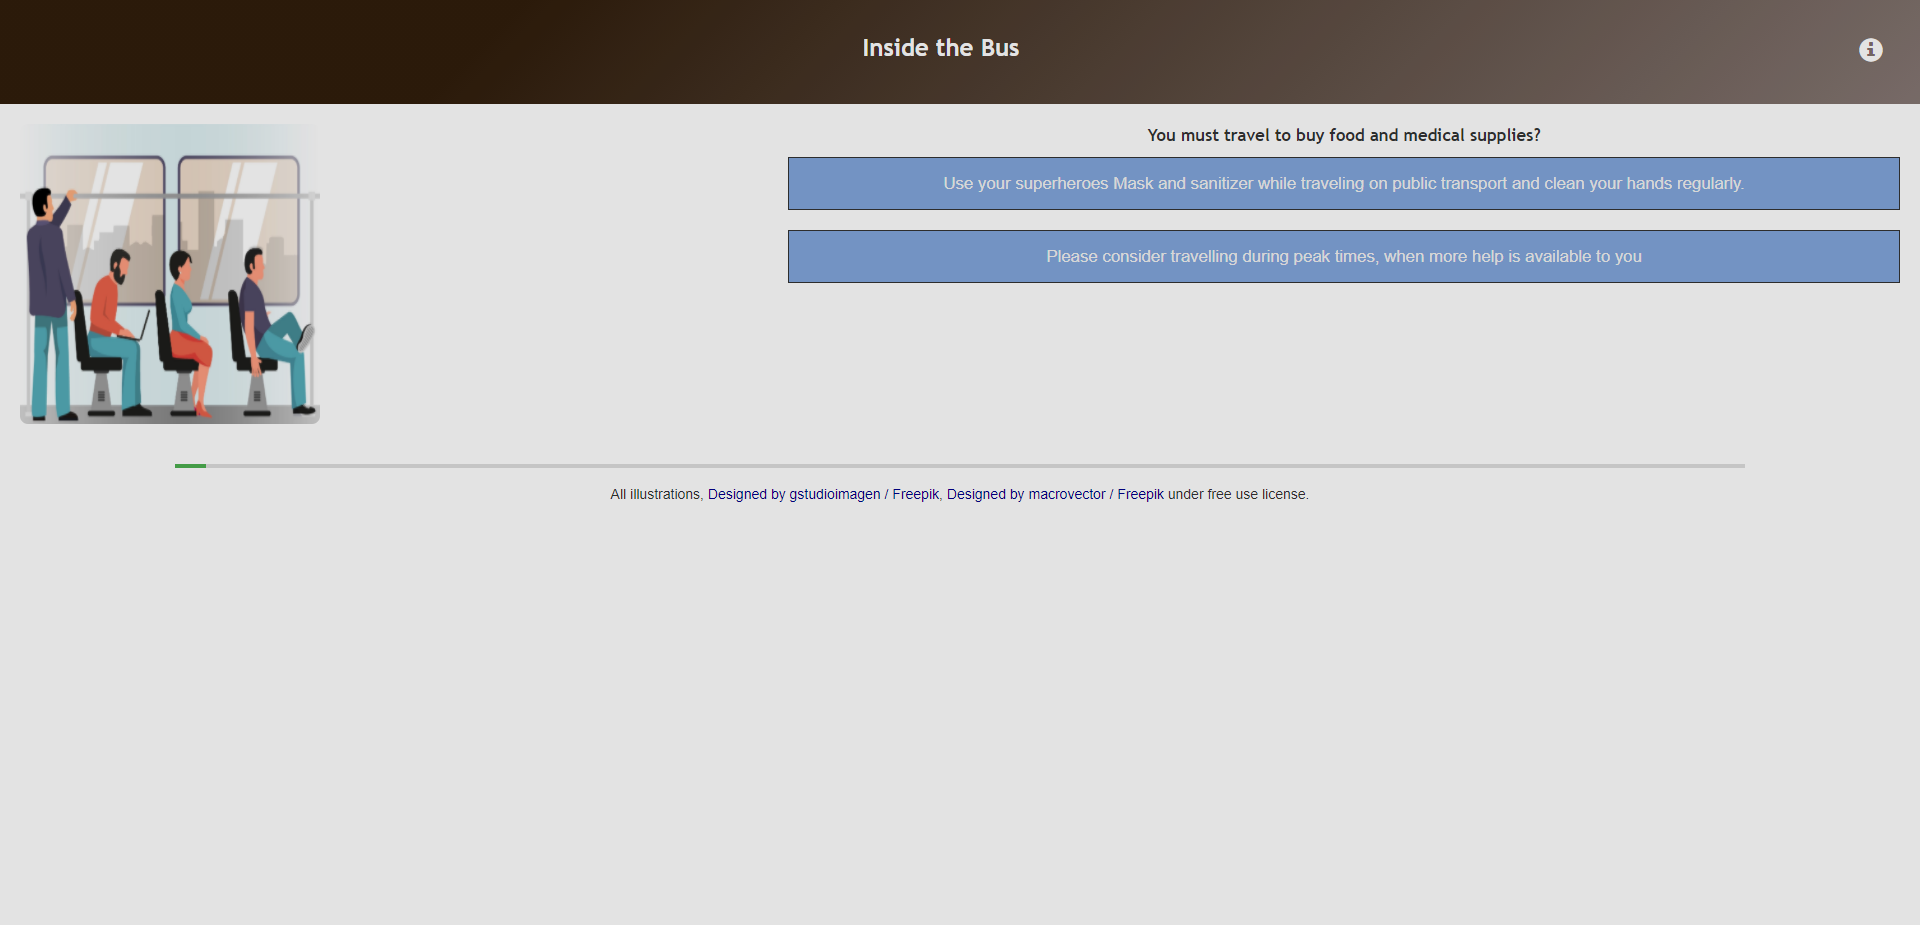 Inside the Bus
You must travel to buy food and medical supplies?
Use your superheroes Mask and sanitizer while traveling on public transport and clean your hands regularly.
Please consider travelling during peak times, when more help is available to you
All illustrations, Designed by gstudioimagen / Freepik, Designed by macrovector / Freepik under free use license.